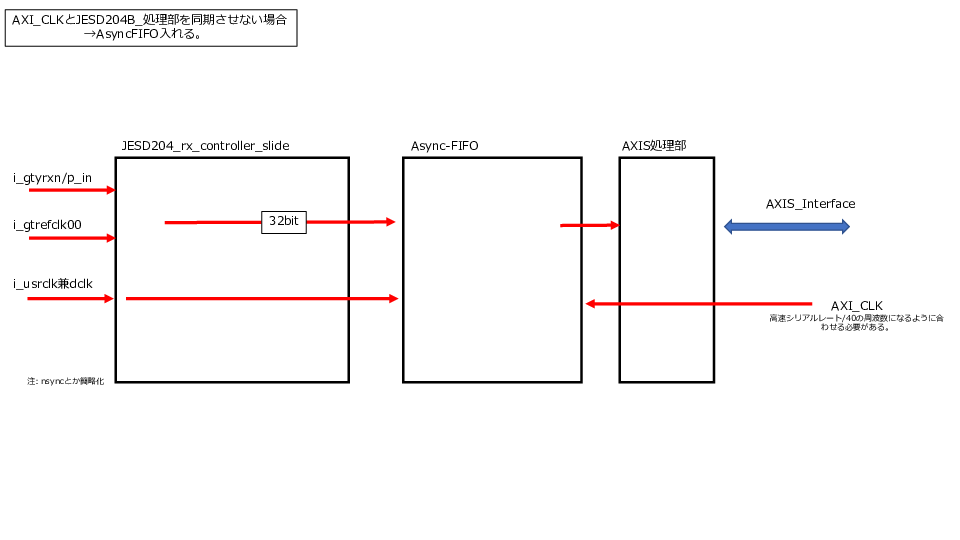 AXI_CLKとJESD204B_処理部を同期させない場合
→AsyncFIFO入れる。
JESD204_rx_controller_slide
Async-FIFO
AXIS処理部
i_gtyrxn/p_in
AXIS_Interface
32bit
i_gtrefclk00
i_usrclk兼dclk
AXI_CLK
高速シリアルレート/40の周波数になるように合
わせる必要がある。
注: nsyncとか簡略化